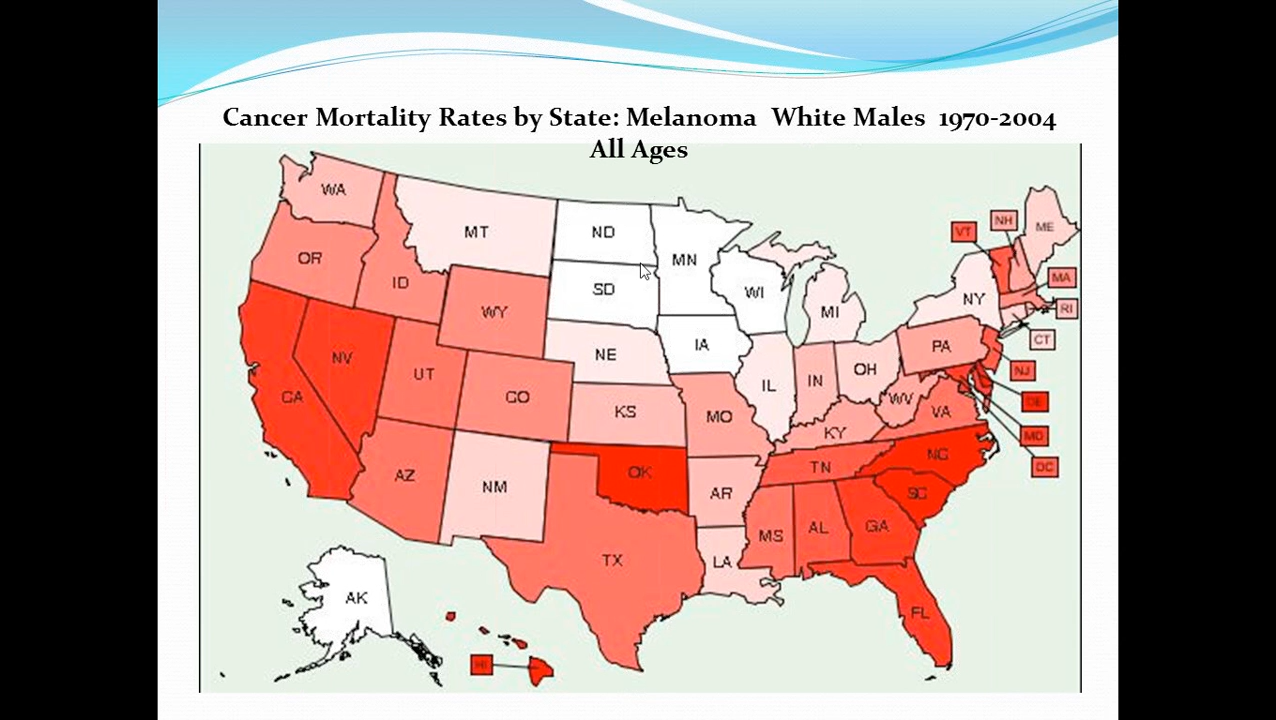 Cancer Mortality Rates by State: Melanoma White Males 1970-2004
All Ages
WA
MT
ND
MN
OR
ID
WY
SD
WI
MI
NY
VT
NH
ME
MA
RI
CT
NV
UT
CA
CO
NE
IA
KS
MO
IL
IN
OH
PA
NJ
DE
MD
DC
WV
VA
KY
AZ
NM
OK
AR
TN
NC
SC
TX
LA
MS
AL
GA
FL
AK
HI